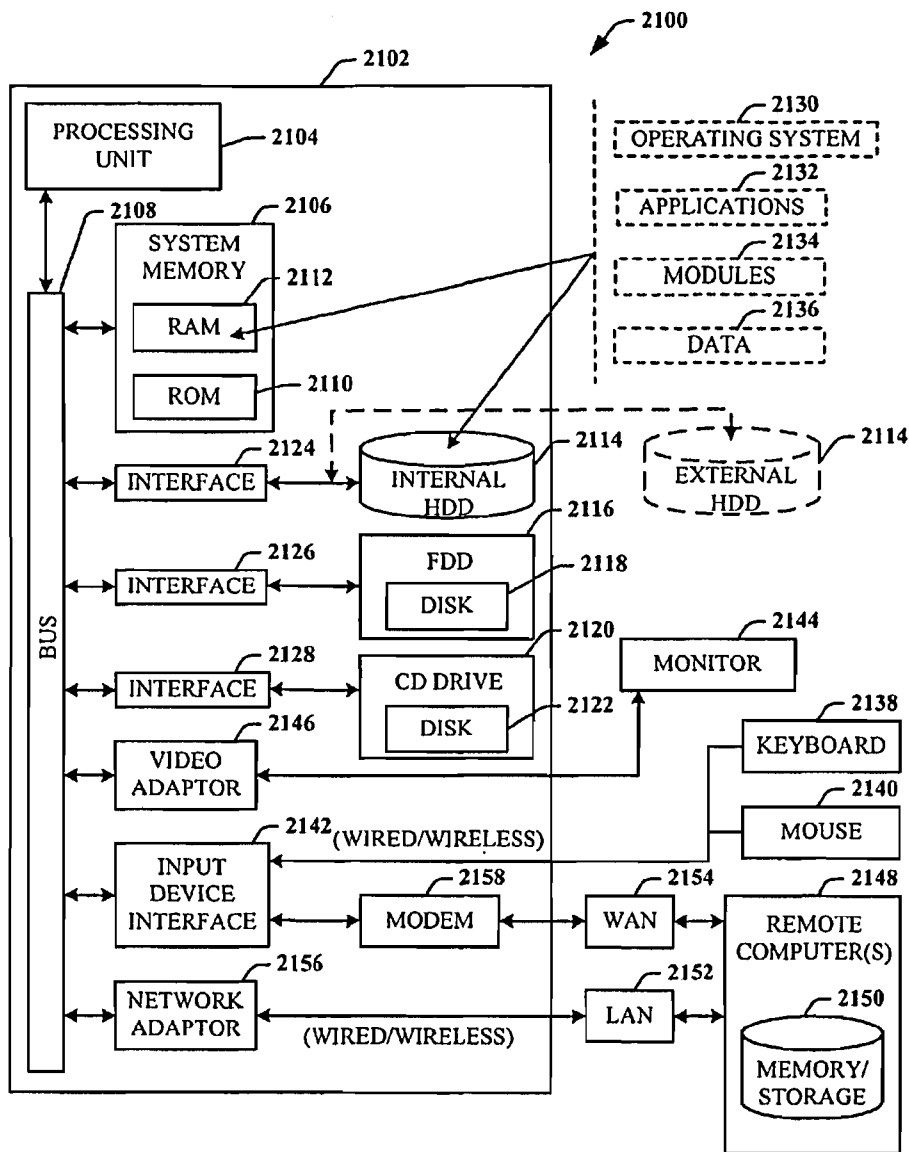 2100
2102
PROCESSING
UNIT
2104
2108
2106
SYSTEM
MEMORY
2112
RAM
2110
ROM
2130
OPERATING SYSTEM
2132
APPLICATIONS
2134
MODULES
2136
DATA
BUS
2124
INTERFACE
INTERNAL
HDD
2114
EXTERNAL
HDD
2114
2126
INTERFACE
2116
FDD
2118
DISK
2128
INTERFACE
2120
CD DRIVE
2122
DISK
2144
MONITOR
2146
VIDEO
ADAPTOR
2138
KEYBOARD
2140
MOUSE
2142
INPUT
DEVICE
INTERFACE
(WIRED/WIRELESS)
2158
MODEM
2154
WAN
2148
REMOTE
COMPUTER(S)
2156
NETWORK
ADAPTOR
(WIRED/WIRELESS)
2152
LAN
2150
MEMORY/
STORAGE